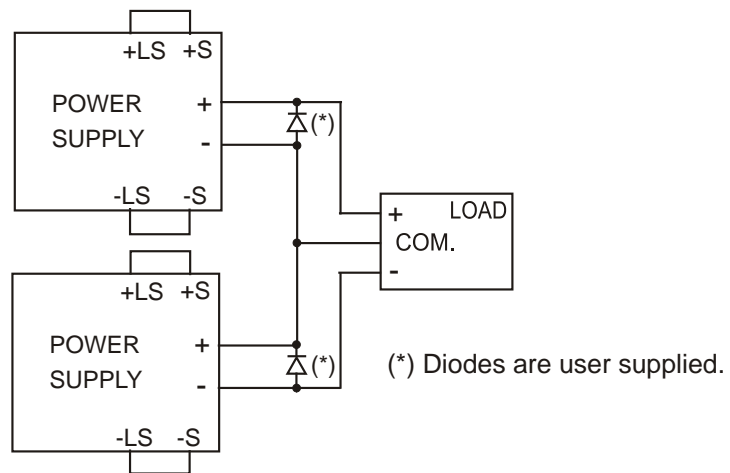 +LS +S
POWER
SUPPLY
+
-
(*)
-LS -S
+ LOAD
COM.
-
+LS +S
POWER
SUPPLY
+
-
(*)
(*) Diodes are user supplied.
-LS -S